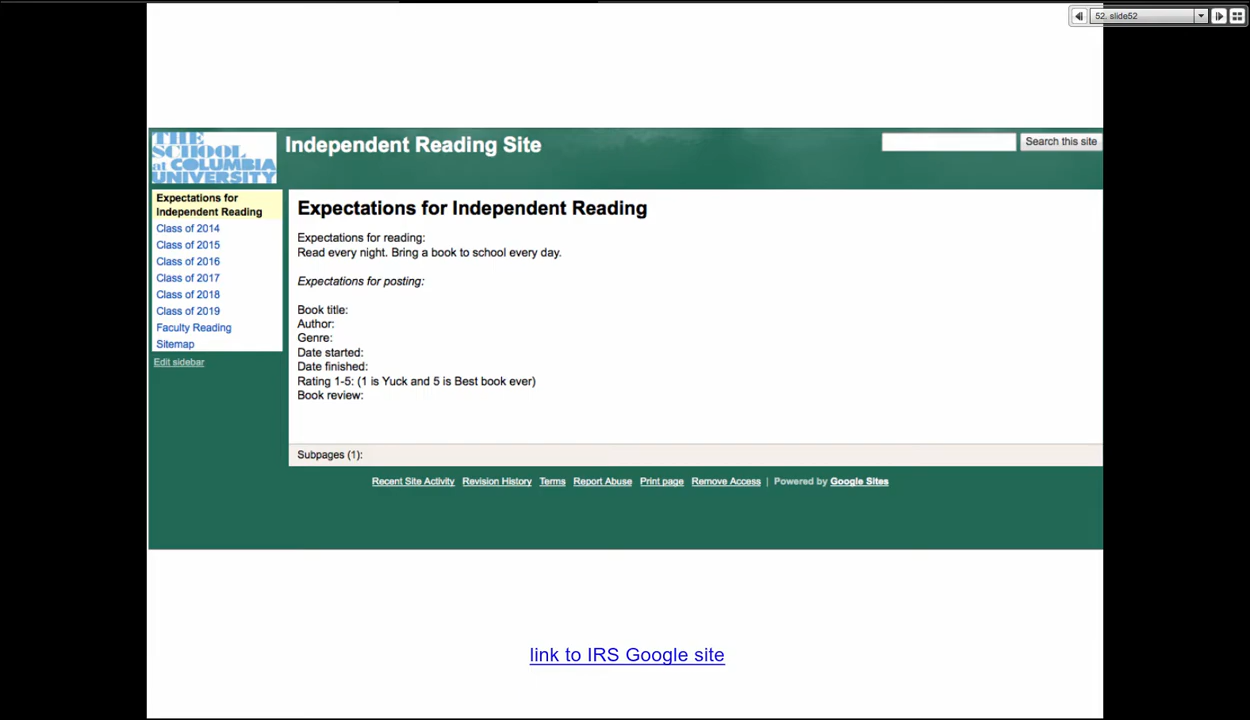 52. slide52
THE
SCHOOL
at COLUMBIA
UNIVERSITY
Independent Reading Site
Search this site
Expectations for
Independent Reading
Class of 2014
Class of 2015
Class of 2016
Class of 2017
Class of 2018
Class of 2019
Faculty Reading
Sitemap
Edit sidebar
Expectations for Independent Reading
Expectations for reading:
Read every night. Bring a book to school every day.
Expectations for posting:
Book title:
Author:
Genre:
Date started:
Date finished:
Rating 1-5: (1 is Yuck and 5 is Best book ever)
Book review:
Subpages (1):
Recent Site Activity Revision History Terms Report Abuse Print page Remove Access | Powered by Google Sites
link to IRS Google site